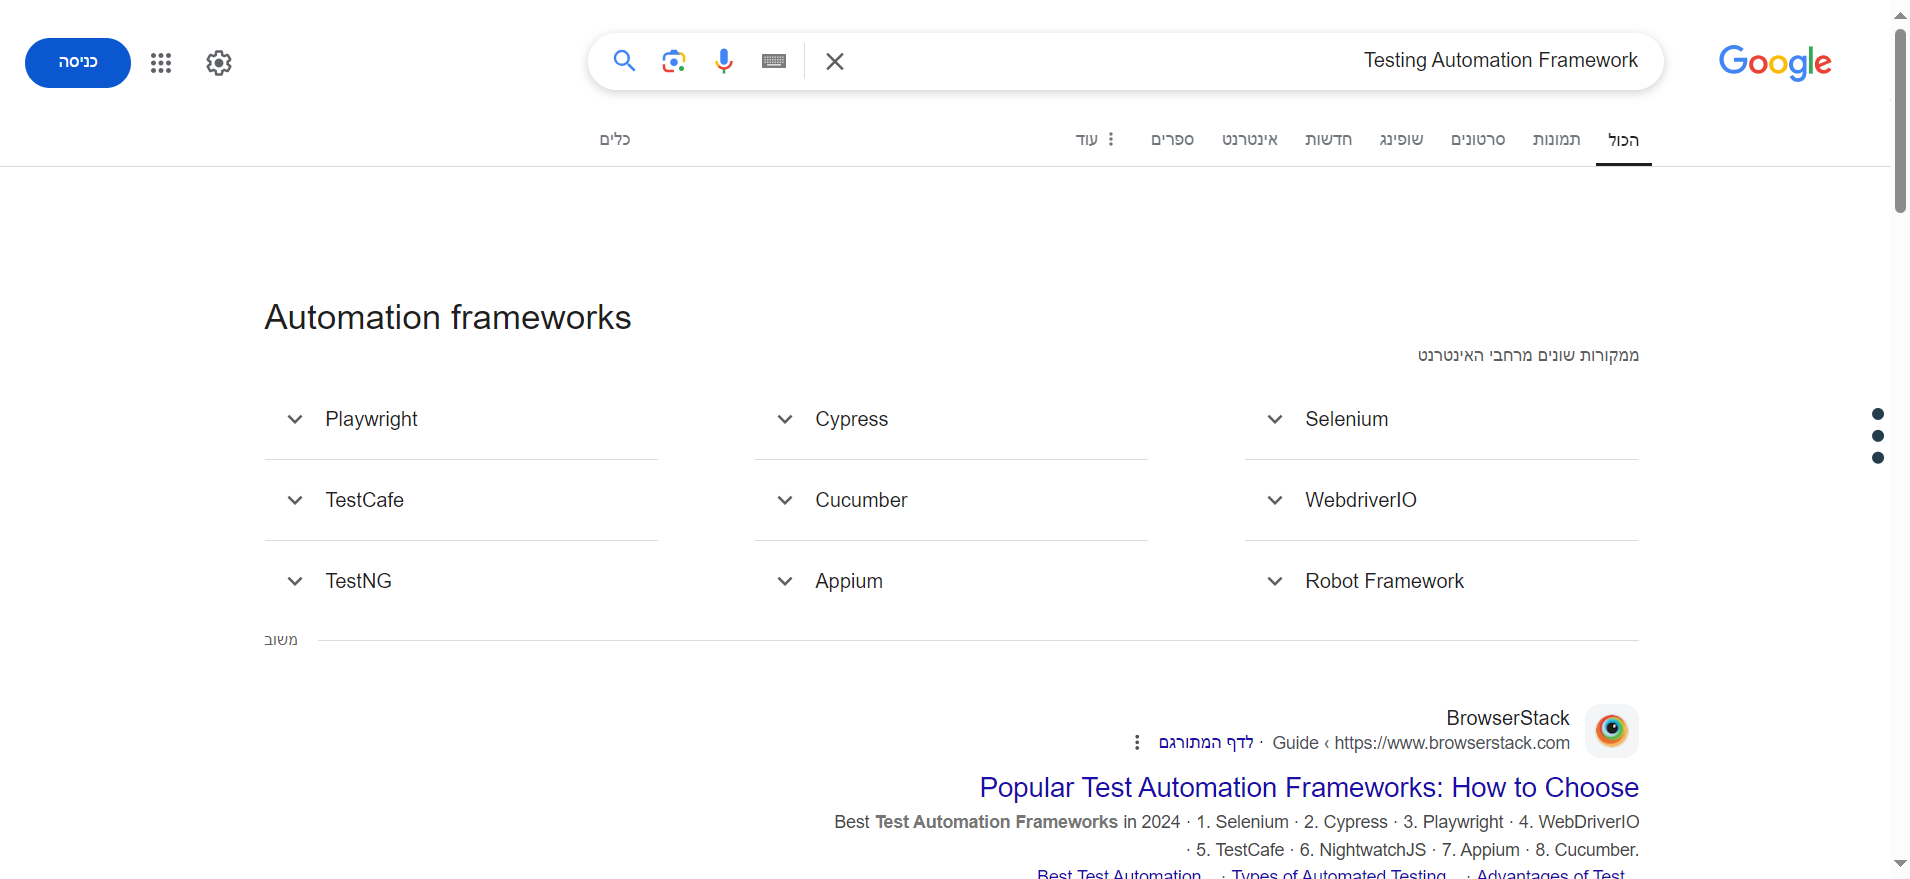 Google
Testing Automation Framework
כניסה
הכול
תמונות
סרטונים
שופינג
חדשות
אינטרנט
ספרים
עוד
כלים
Automation frameworks
ממקורות שונים מרחבי האינטרנט
Selenium
Cypress
Playwright
WebdriverIO
Cucumber
TestCafe
Robot Framework
Appium
TestNG
משוב
BrowserStack
https://www.browserstack.com › Guide · לדף המתורגם
Popular Test Automation Frameworks: How to Choose
Best Test Automation Frameworks in 2024 · 1. Selenium · 2. Cypress · 3. Playwright · 4. WebDriverIO
· 5. TestCafe · 6. NightwatchJS · 7. Appium · 8. Cucumber.
Best Test Automation... · Types of Automated Testing... · Advantages of Test...